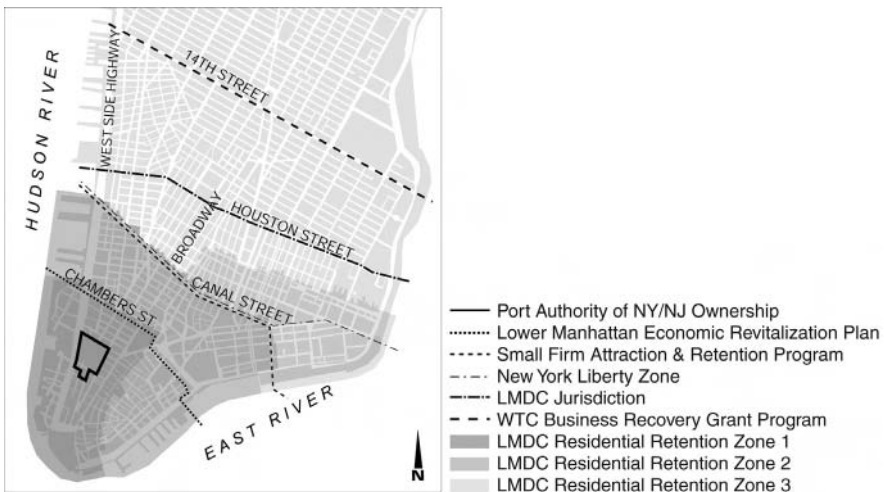 HUDSON RIVER
WEST SIDE HIGHWAY
14TH STREET
BROADWAY
HOUSTON STREET
CANAL STREET
CHAMBERS ST
EAST RIVER
N
Port Authority of NY/NJ Ownership
Lower Manhattan Economic Revitalization Plan
Small Firm Attraction & Retention Program
New York Liberty Zone
LMDC Jurisdiction
WTC Business Recovery Grant Program
LMDC Residential Retention Zone 1
LMDC Residential Retention Zone 2
LMDC Residential Retention Zone 3